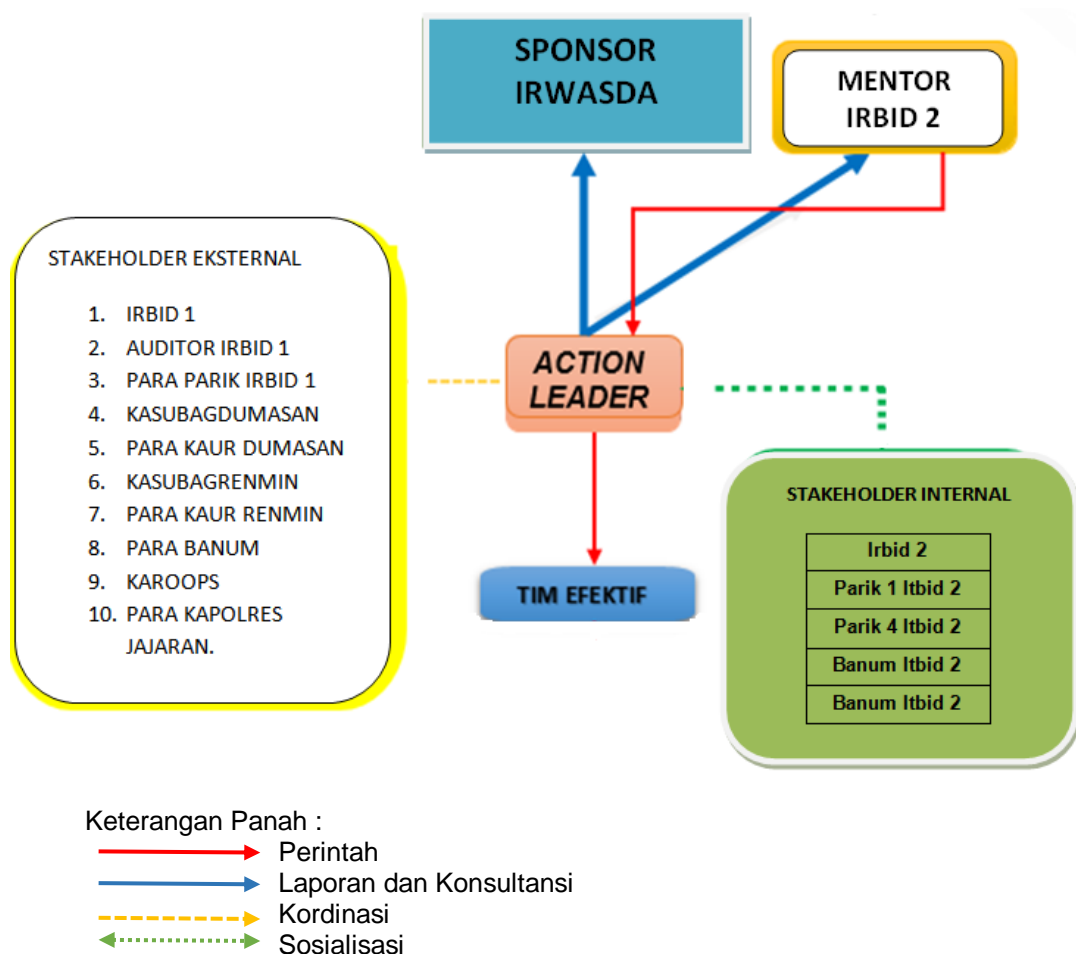 SPONSOR
IRWASDA
MENTOR
IRBID 2
STAKEHOLDER EKSTERNAL
1. IRBID 1
2. AUDITOR IRBID 1
3. PARA PARIK IRBID 1
4. KASUBAGDUMASAN
5. PARA KAUR DUMASAN
6. KASUBAGRENMIN
7. PARA KAUR RENMIN
8. PARA BANUM
9. KAROOPS
10. PARA KAPOLRES
JAJARAN.
ACTION
LEADER
TIM EFEKTIF
STAKEHOLDER INTERNAL
Irbid 2
Parik 1 Itbid 2
Parik 4 Itbid 2
Banum Itbid 2
Banum Itbid 2
Keterangan Panah :
Perintah
Laporan dan Konsultansi
Kordinasi
Sosialisasi